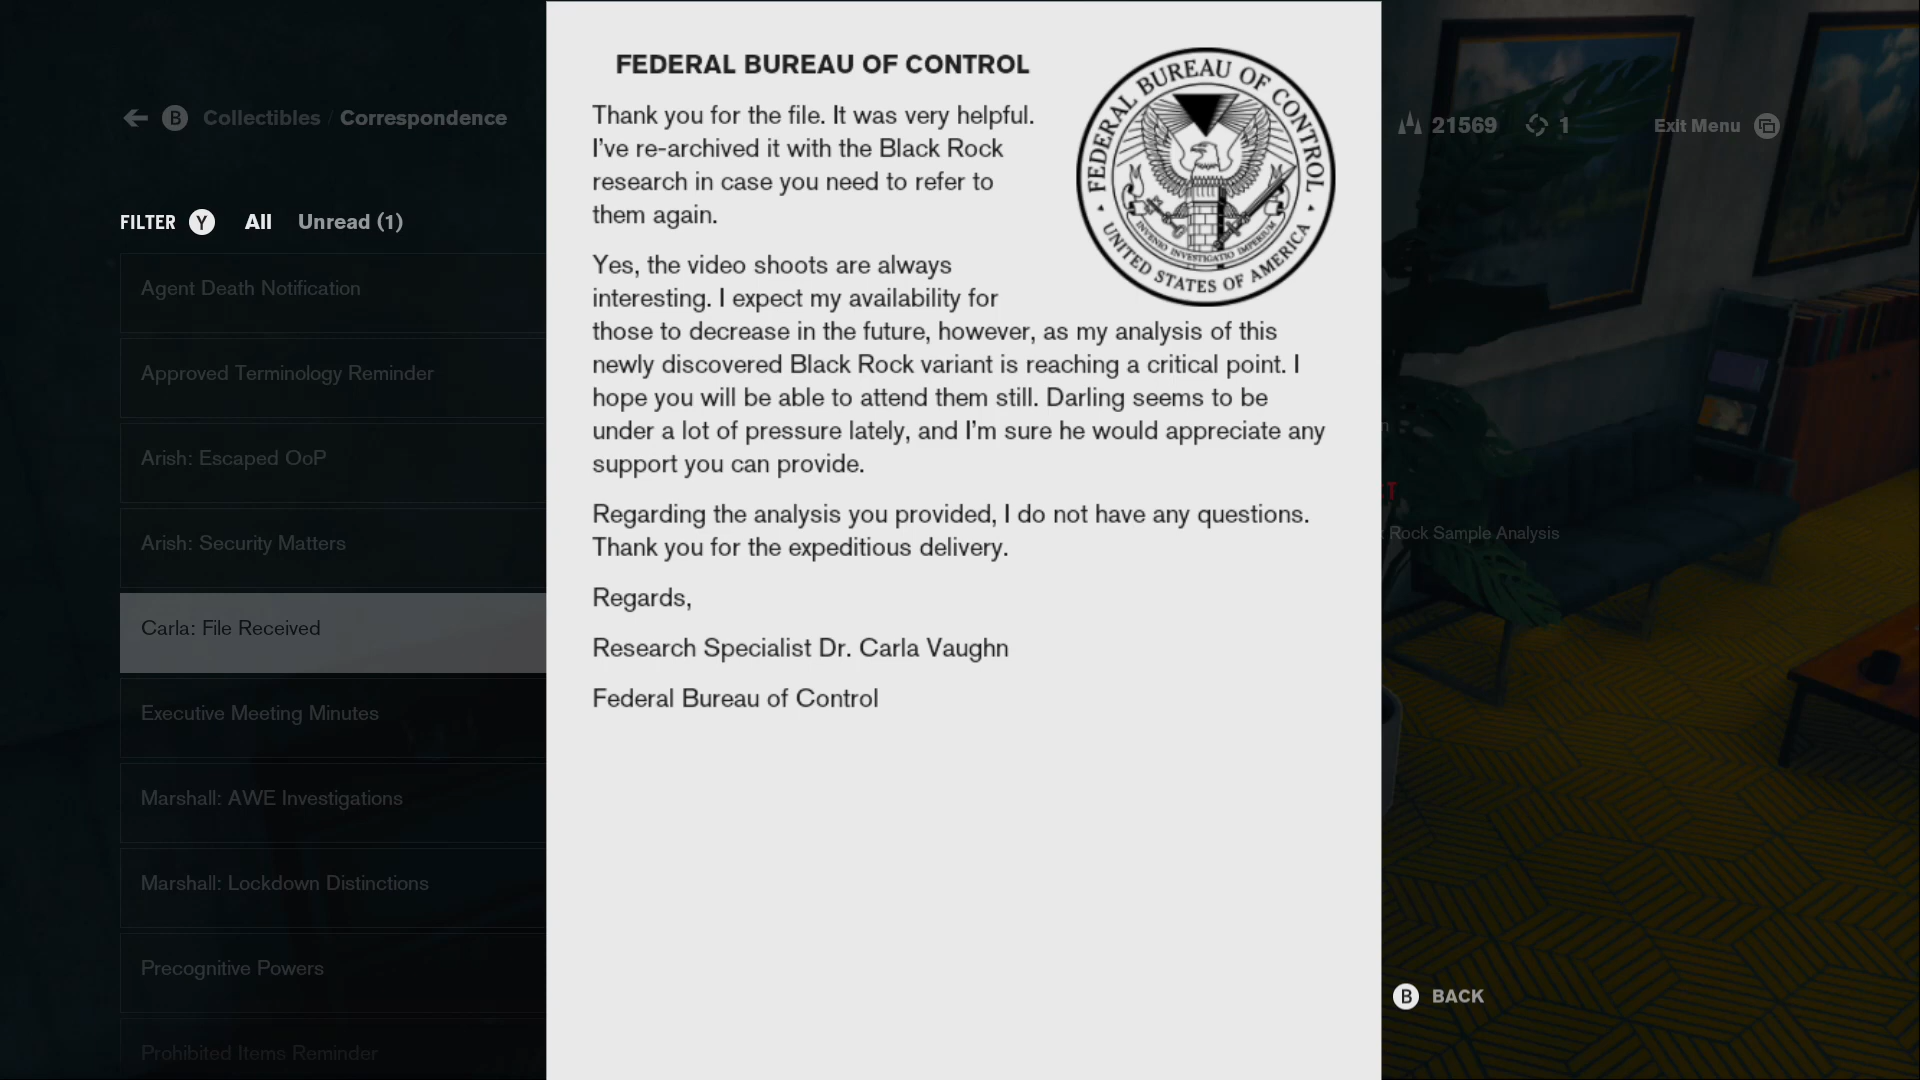 Collectibles / Correspondence
B
FILTER Y All Unread (1)
Agent Death Notification
Approved Terminology Reminder
Arish: Escaped OoP
Arish: Security Matters
Carla: File Received
Executive Meeting Minutes
Marshall: AWE Investigations
Marshall: Lockdown Distinctions
Precognitive Powers
Prohibited Items Reminder
FEDERAL BUREAU OF CONTROL
Thank you for the file. It was very helpful.
I've re-archived it with the Black Rock
research in case you need to refer to
them again.
Yes, the video shoots are always
interesting. I expect my availability for
those to decrease in the future, however, as my analysis of this
newly discovered Black Rock variant is reaching a critical point. I
hope you will be able to attend them still. Darling seems to be
under a lot of pressure lately, and I'm sure he would appreciate any
support you can provide.
Regarding the analysis you provided, I do not have any questions.
Thank you for the expeditious delivery.
Regards,
Research Specialist Dr. Carla Vaughn
Federal Bureau of Control
FEDERAL BUREAU OF CONTROL
UNITED STATES OF AMERICA
INVENIO INVESTIGATIO IMPERIUM
21569 1 Exit Menu
Rock Sample Analysis
B BACK